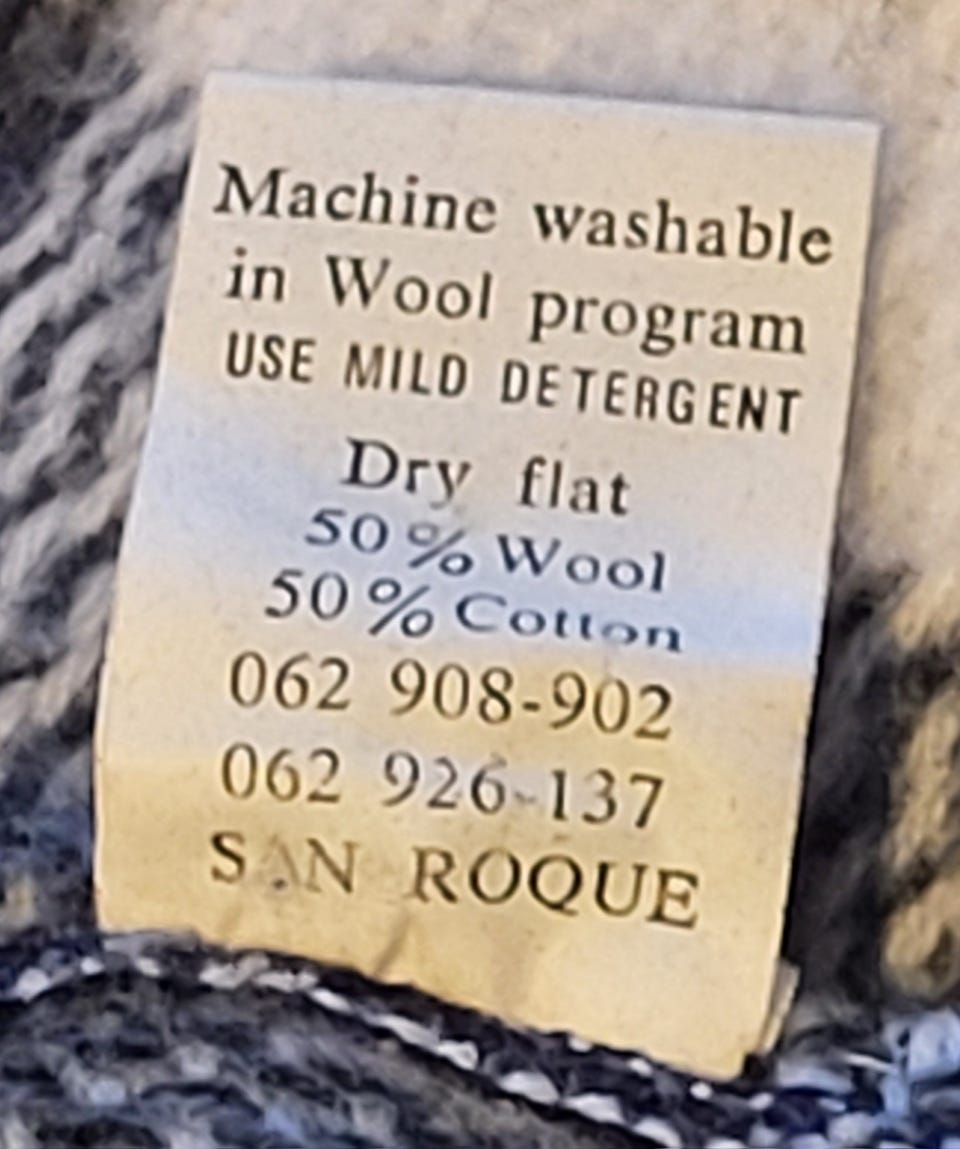 Machine washable
in Wool program
USE MILD DETERGENT
Dry flat
50% Wool
50% Cotton
062 908-902
062 926-137
SAN ROQUE